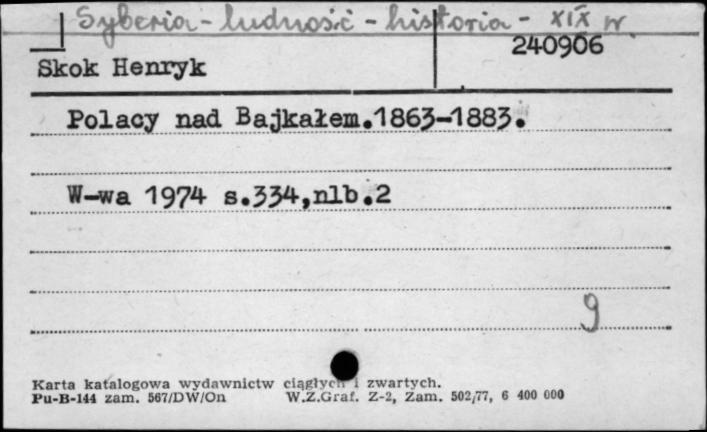 Syberia - ludność - historia - XIX w.
240906
Skok Henryk
Polacy nad Bajkałem.1863-1883.
W-wa 1974 s.334,nlb.2
9
Karta katalogowa wydawnictw ciągłych i zwartych.
Pu-B-144 zam. 567/DW/On W.Z.Graf. Z-2, Zam. 502/77, 6 400 000